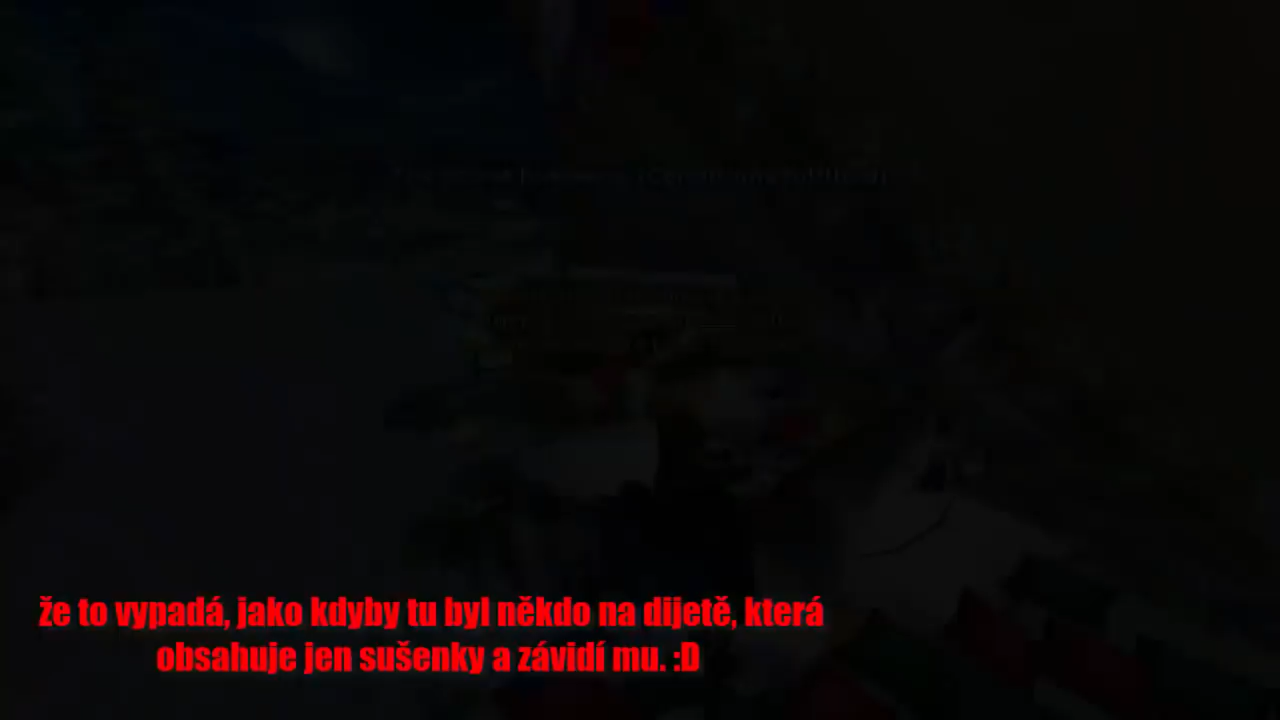 že to vypadá, jako kdyby tu byl někdo na dijetě, která
obsahuje jen sušenky a závidí mu. :D